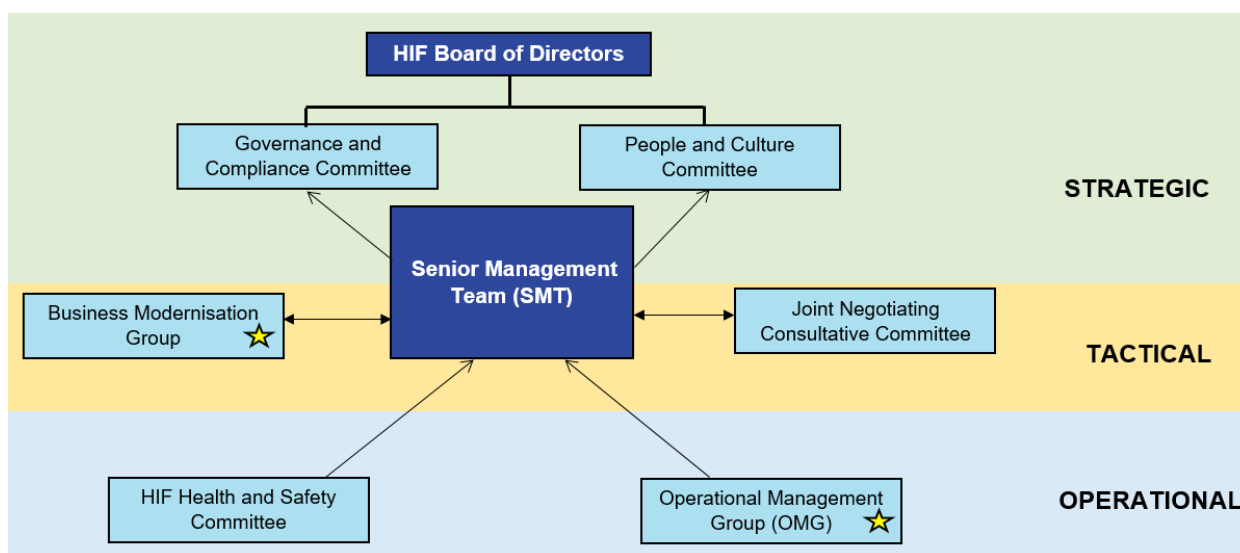 HIF Board of Directors
Governance and
Compliance Committee
People and Culture
Committee
STRATEGIC
Senior Management
Team (SMT)
Business Modernisation
Group
Joint Negotiating
Consultative Committee
TACTICAL
HIF Health and Safety
Committee
Operational Management
Group (OMG)
OPERATIONAL